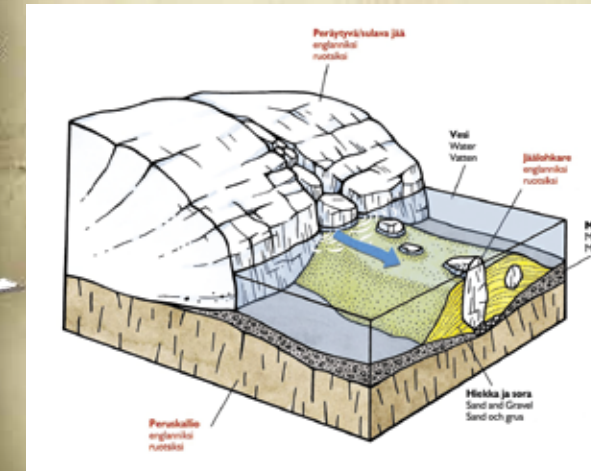 Peräytyvä/sulava jää
englanniksi
ruotsiksi
Vesi
Water
Vatten
Jäälohkare
englanniksi
ruotsiksi
Hiekka ja sora
Sand and Gravel
Sand och grus
Peruskallio
englanniksi
ruotsiksi